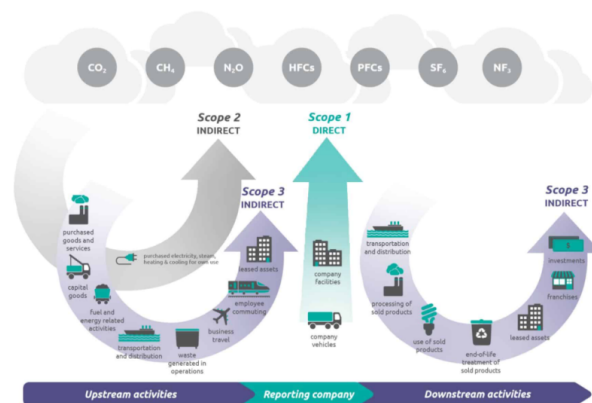 CO₂
CH₄
N₂O
HFCs
PFCs
SF₆
NF₃
Scope 2
INDIRECT
Scope 1
DIRECT
Scope 3
INDIRECT
Scope 3
INDIRECT
purchased
goods and
services
capital
goods
fuel and
energy related
activities
transportation
and distribution
waste
generated in
operations
business
travel
employee
commuting
leased assets
purchased electricity, steam,
heating & cooling for own use
company
facilities
company
vehicles
transportation
and distribution
processing of
sold products
use of sold
products
end-of-life
treatment of
sold products
leased assets
franchises
investments
Upstream activities
Reporting company
Downstream activities